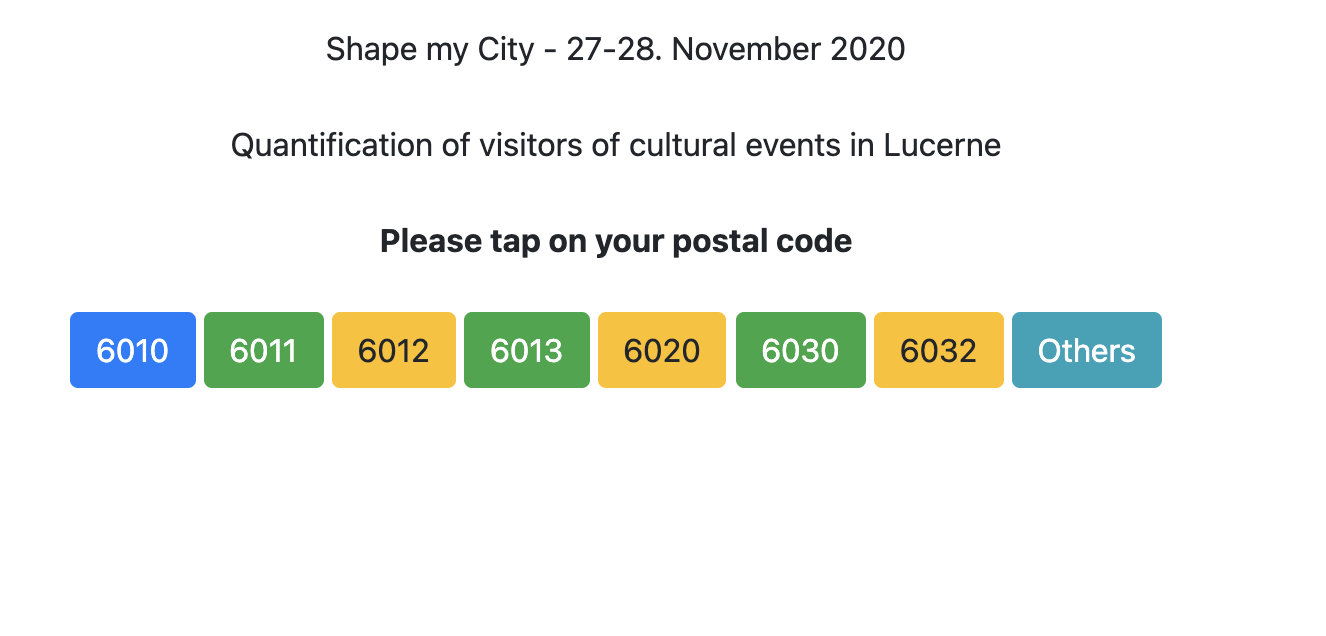 Shape my City - 27-28. November 2020
Quantification of visitors of cultural events in Lucerne
Please tap on your postal code
6010 6011 6012 6013 6020 6030 6032 Others